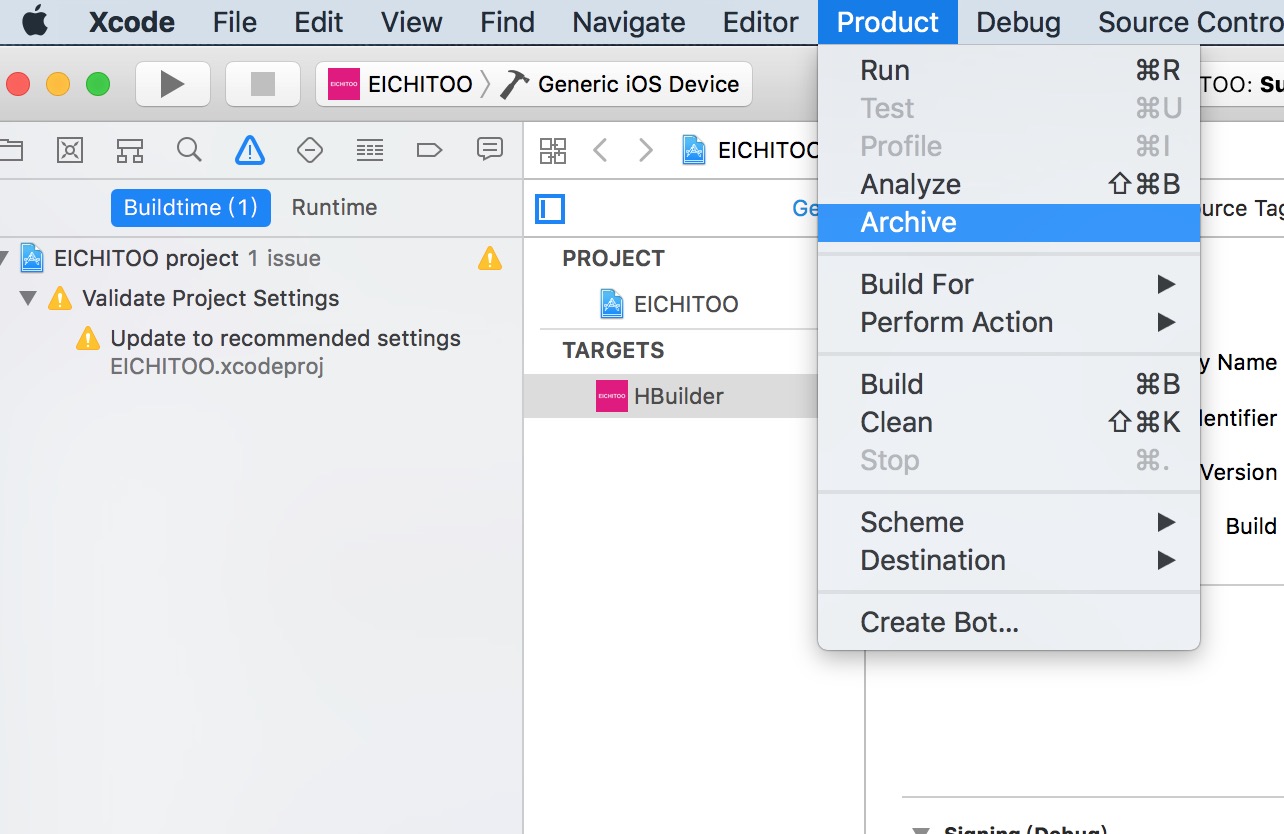 Xcode File Edit View Find Navigate Editor Product Debug Source Contro
EICHITOO EICHITOO Generic iOS Device TOO: Su
EICHITOO
Buildtime (1) Runtime Ge urce Tag
EICHITOO project 1 issue
Validate Project Settings
Update to recommended settings
EICHITOO.xcodeproj
PROJECT
EICHITOO
TARGETS
EICHITOO HBuilder
Run ⌘R
Test ⌘U
Profile ⌘I
Analyze ⇧⌘B
Archive
Build For ▶
Perform Action ▶
Build ⌘B
Clean ⇧⌘K
Stop ⌘.
Scheme ▶
Destination ▶
Create Bot...
y Name
dentifier
Version
Build
Signing (Debug)